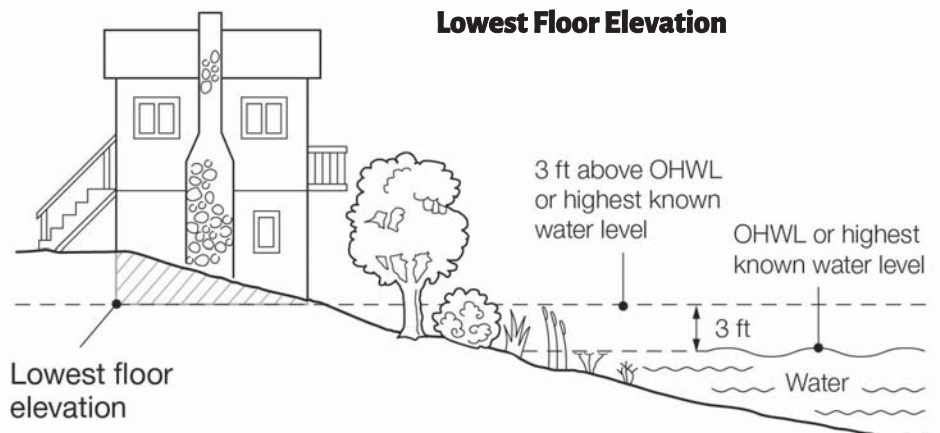 Lowest Floor Elevation
3 ft above OHWL
or highest known
water level
OHWL or highest
known water level
3 ft
Water
Lowest floor
elevation